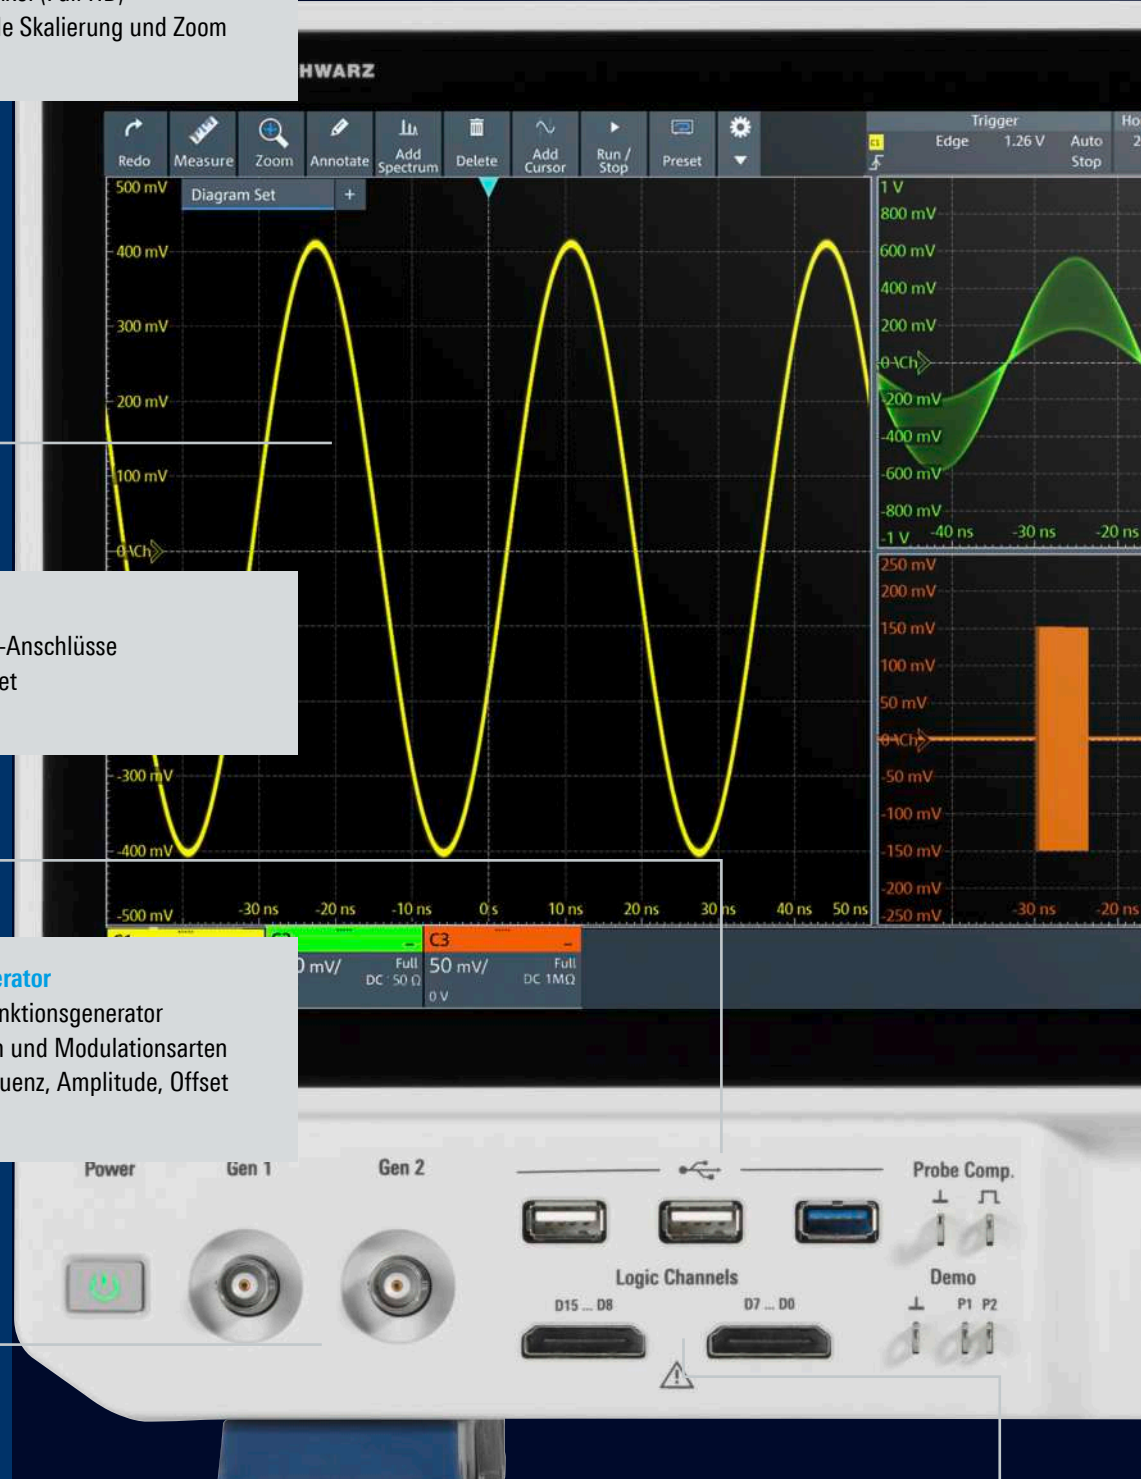 le Skalierung und Zoom
HWARZ
Redo
Measure
Zoom
Annotate
Add
Spectrum
Delete
Add
Cursor
Run /
Stop
Preset
Trigger
C1
Edge
1.26 V
Auto
Stop
Ho
2
Diagram Set
+
500 mV
400 mV
300 mV
200 mV
100 mV
-300 mV
-400 mV
-500 mV
-30 ns
-20 ns
-10 ns
0 s
10 ns
20 ns
30 ns
40 ns
50 ns
1 V
800 mV
600 mV
400 mV
200 mV
-200 mV
-400 mV
-600 mV
-800 mV
-1 V
-40 ns
-30 ns
-20 ns
250 mV
200 mV
150 mV
100 mV
50 mV
-50 mV
-100 mV
-150 mV
-200 mV
-250 mV
-30 ns
-20 ns
-Anschlüsse
et
mV/
Full
DC
50 Ω
C3
50 mV/
Full
DC 1MΩ
0 V
erator
nktionsgenerator
n und Modulationsarten
uenz, Amplitude, Offset
Power
Gen 1
Gen 2
Probe Comp.
Logic Channels
D15 ... D8
D7 ... D0
Demo
P1 P2